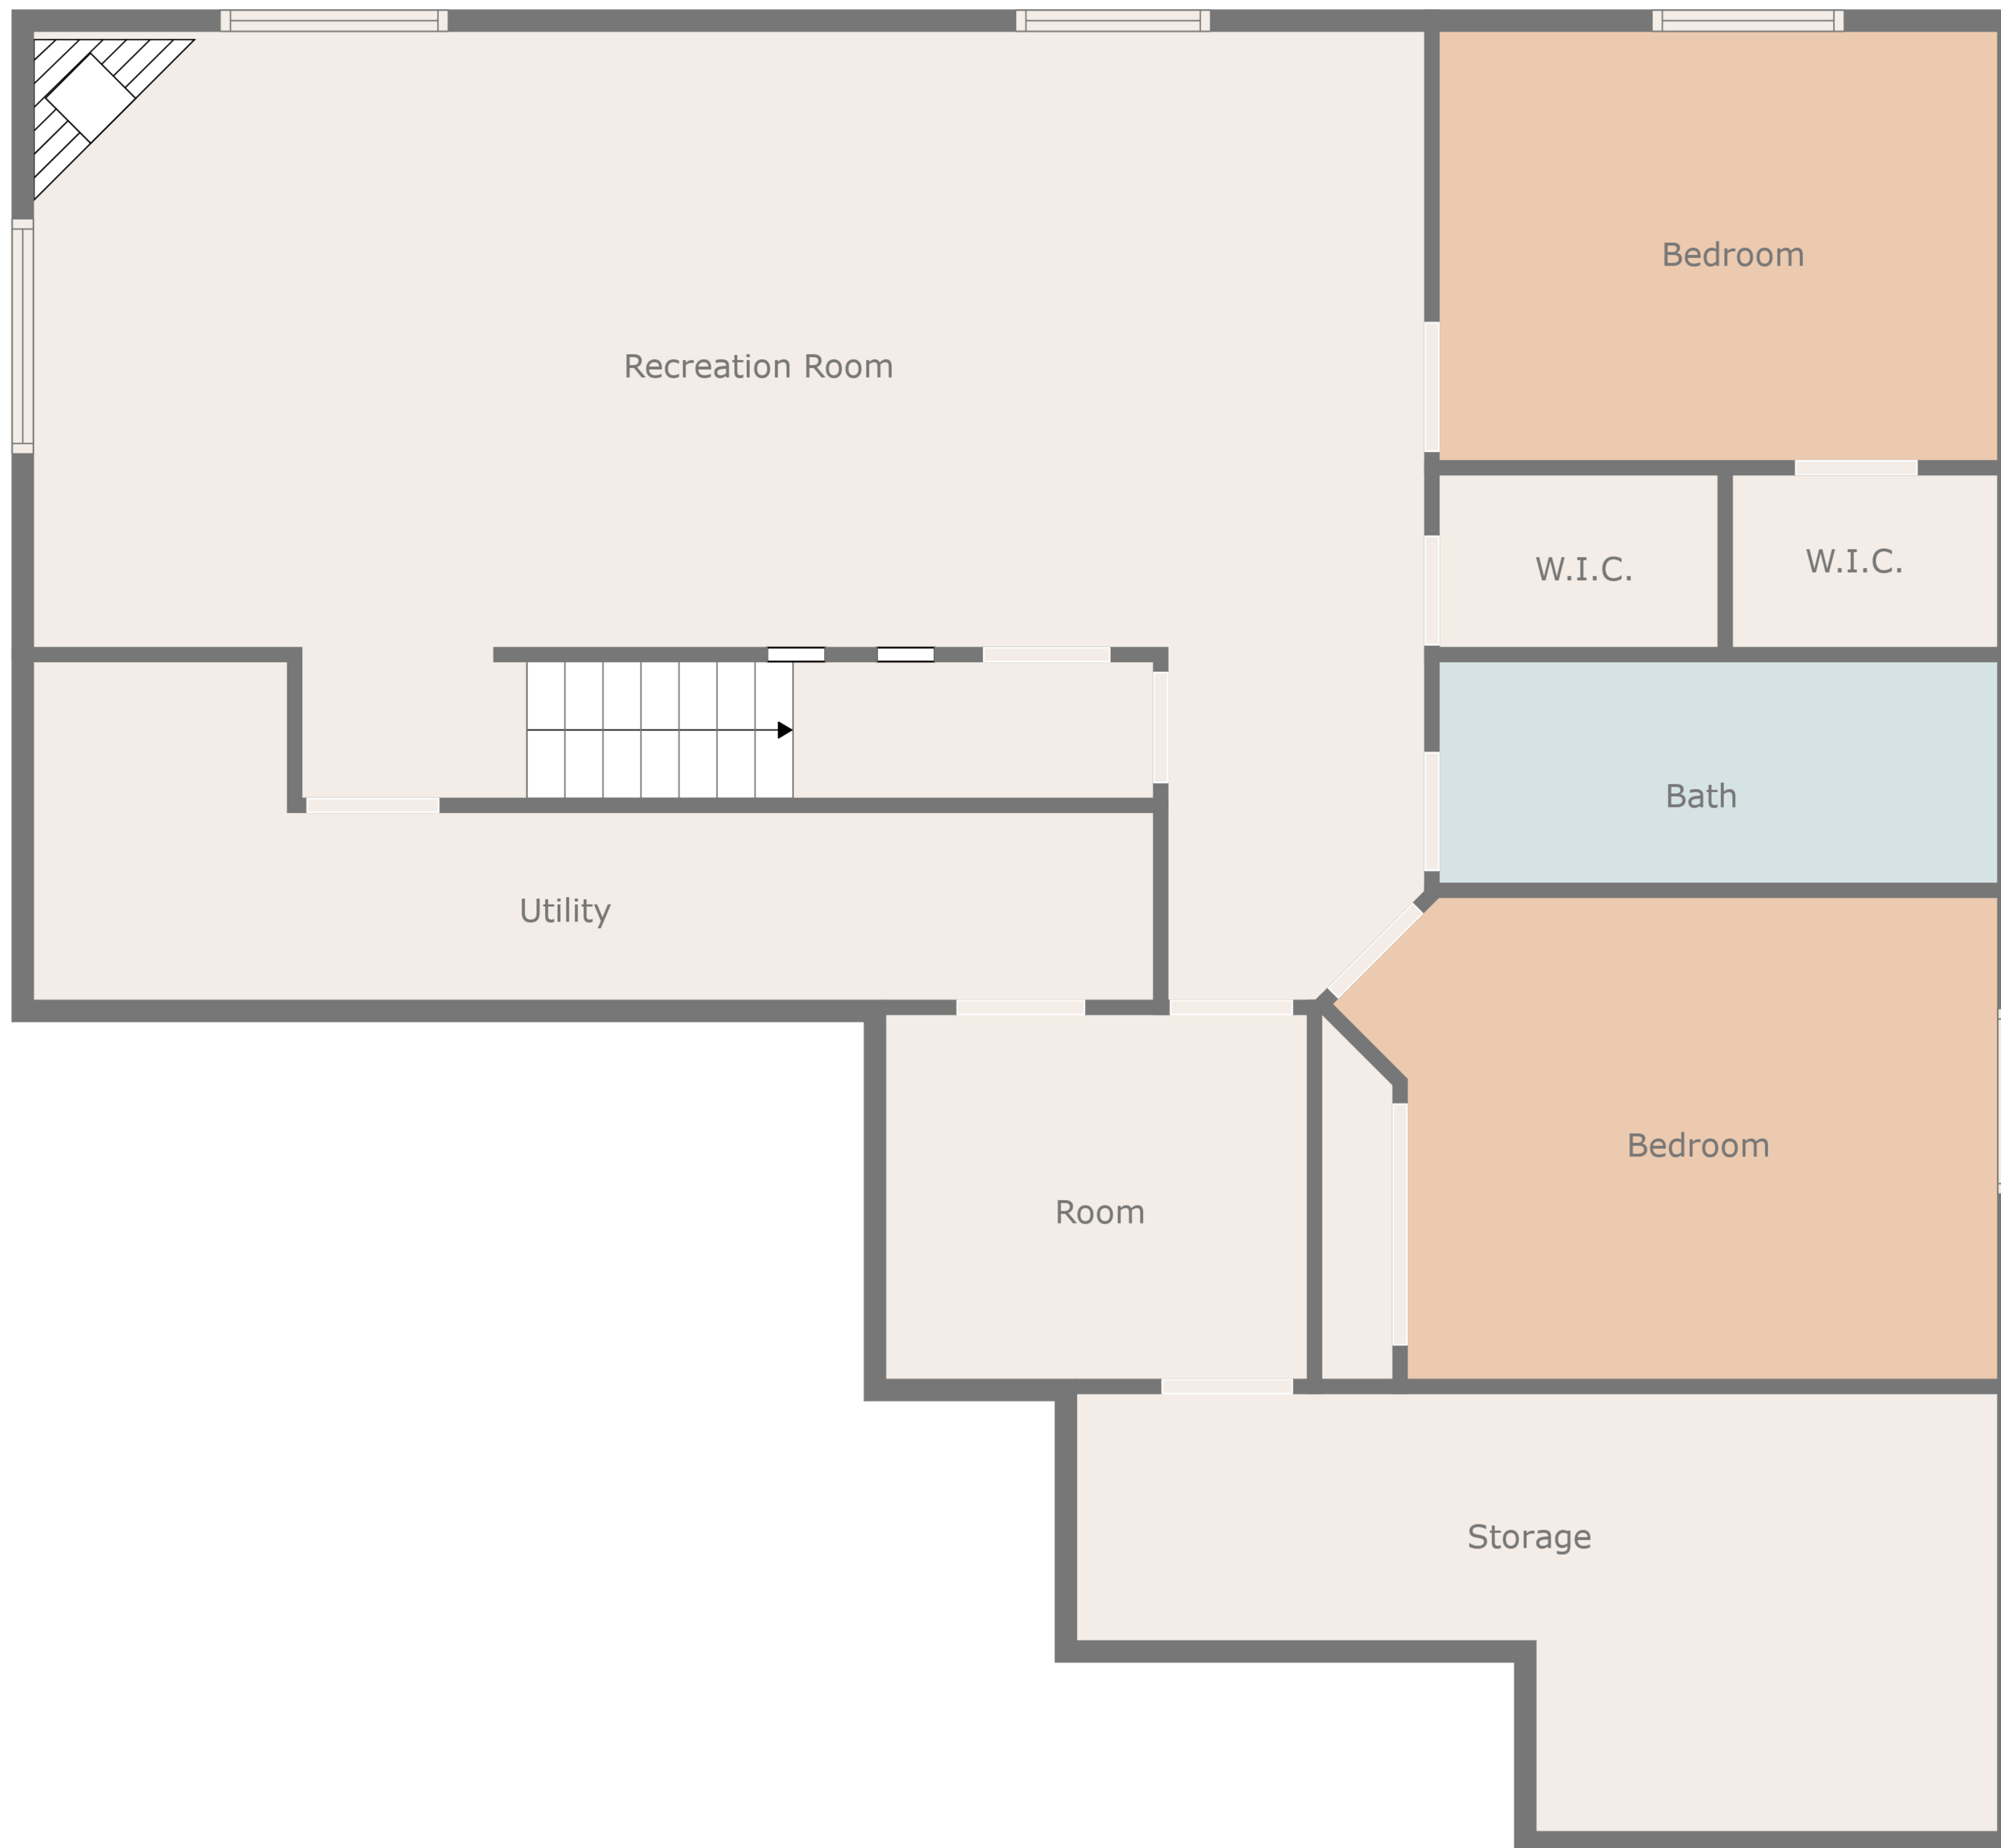 Bedroom
Recreation Room
W.I.C.
W.I.C.
Bath
Utility
Bedroom
Room
Storage